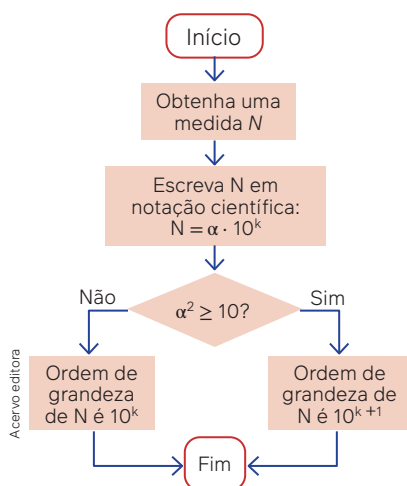 Início
Obtenha uma
medida N
Escreva N em
notação científica:
N = α · 10ᵏ
Não
α² ≥ 10?
Sim
Ordem de
grandeza
de N é 10ᵏ
Ordem de
grandeza de
N é 10ᵏ⁺¹
Fim
Acervo editora